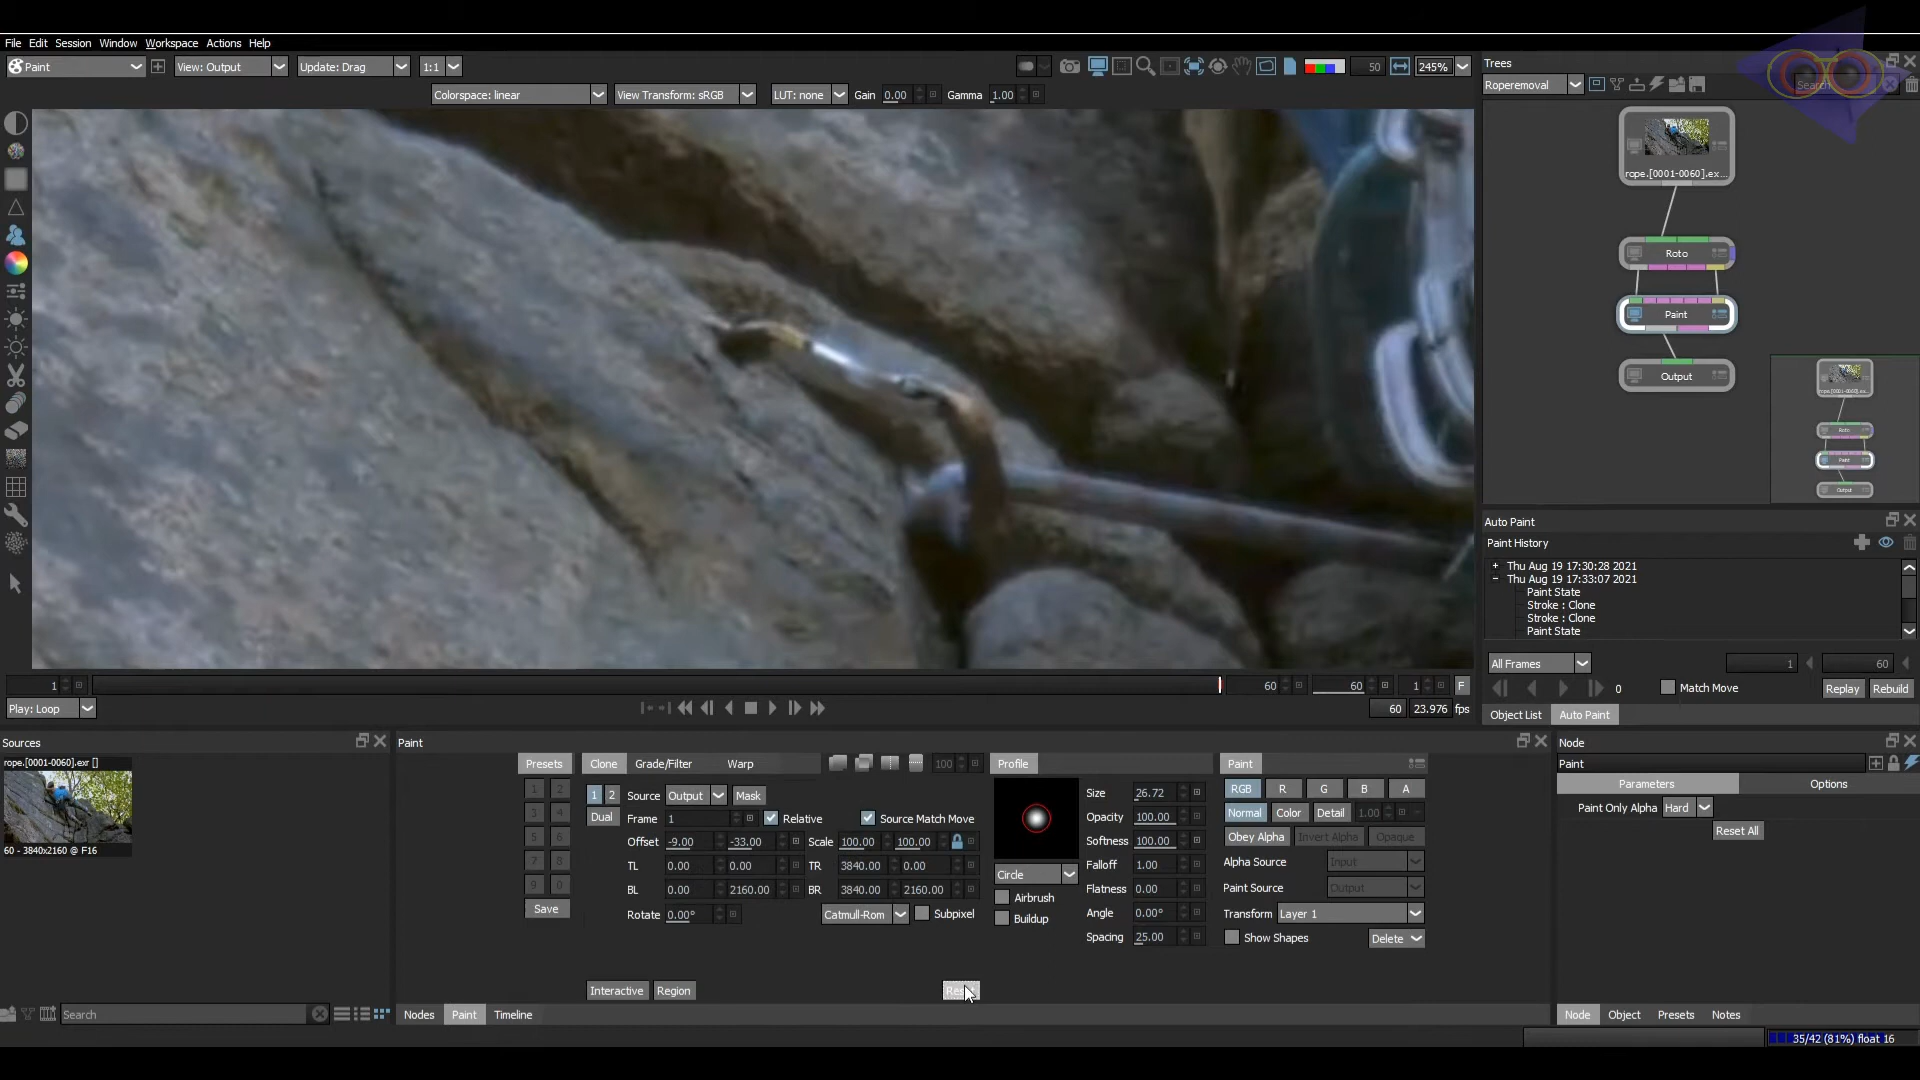 File Edit Session Window Workspace Actions Help
Paint View: Output Update: Drag 1:1 50 245%
Colorspace: linear View Transform: sRGB LUT: none Gain 0.00 Gamma 1.00
Trees
Roperemoval Search
rope.[0001-0060].ex...
Roto
Paint
Output
Auto Paint
Paint History
Thu Aug 19 17:30:28 2021
Thu Aug 19 17:33:07 2021
Paint State
Stroke : Clone
Stroke : Clone
Paint State
All Frames 1 60
0 Match Move Replay Rebuild
Object List Auto Paint
1 60 60 1 F
Play: Loop 60 23.976 fps
Sources
rope.[0001-0060].exr []
60 - 3840x2160 @ F16
Search
Paint
Presets Clone Grade/Filter Warp 100 Profile Paint
1 2
3 4
5 6
7 8
9 0
Save
1 2 Source Output Mask
Dual Frame 1 Relative Source Match Move
Offset -9.00 -33.00 Scale 100.00 100.00
TL 0.00 0.00 TR 3840.00 0.00
BL 0.00 2160.00 BR 3840.00 2160.00
Rotate 0.00° Catmull-Rom Subpixel
Interactive Region
Circle
Airbrush
Buildup
Size 26.72
Opacity 100.00
Softness 100.00
Falloff 1.00
Flatness 0.00
Angle 0.00°
Spacing 25.00
RGB R G B A
Normal Color Detail 1.00
Obey Alpha Invert Alpha Opaque
Alpha Source Input
Paint Source Output
Transform Layer 1
Show Shapes Delete
Nodes Paint Timeline
Node
Paint
Parameters Options
Paint Only Alpha Hard
Reset All
Node Object Presets Notes
35/42 (81%) float 16